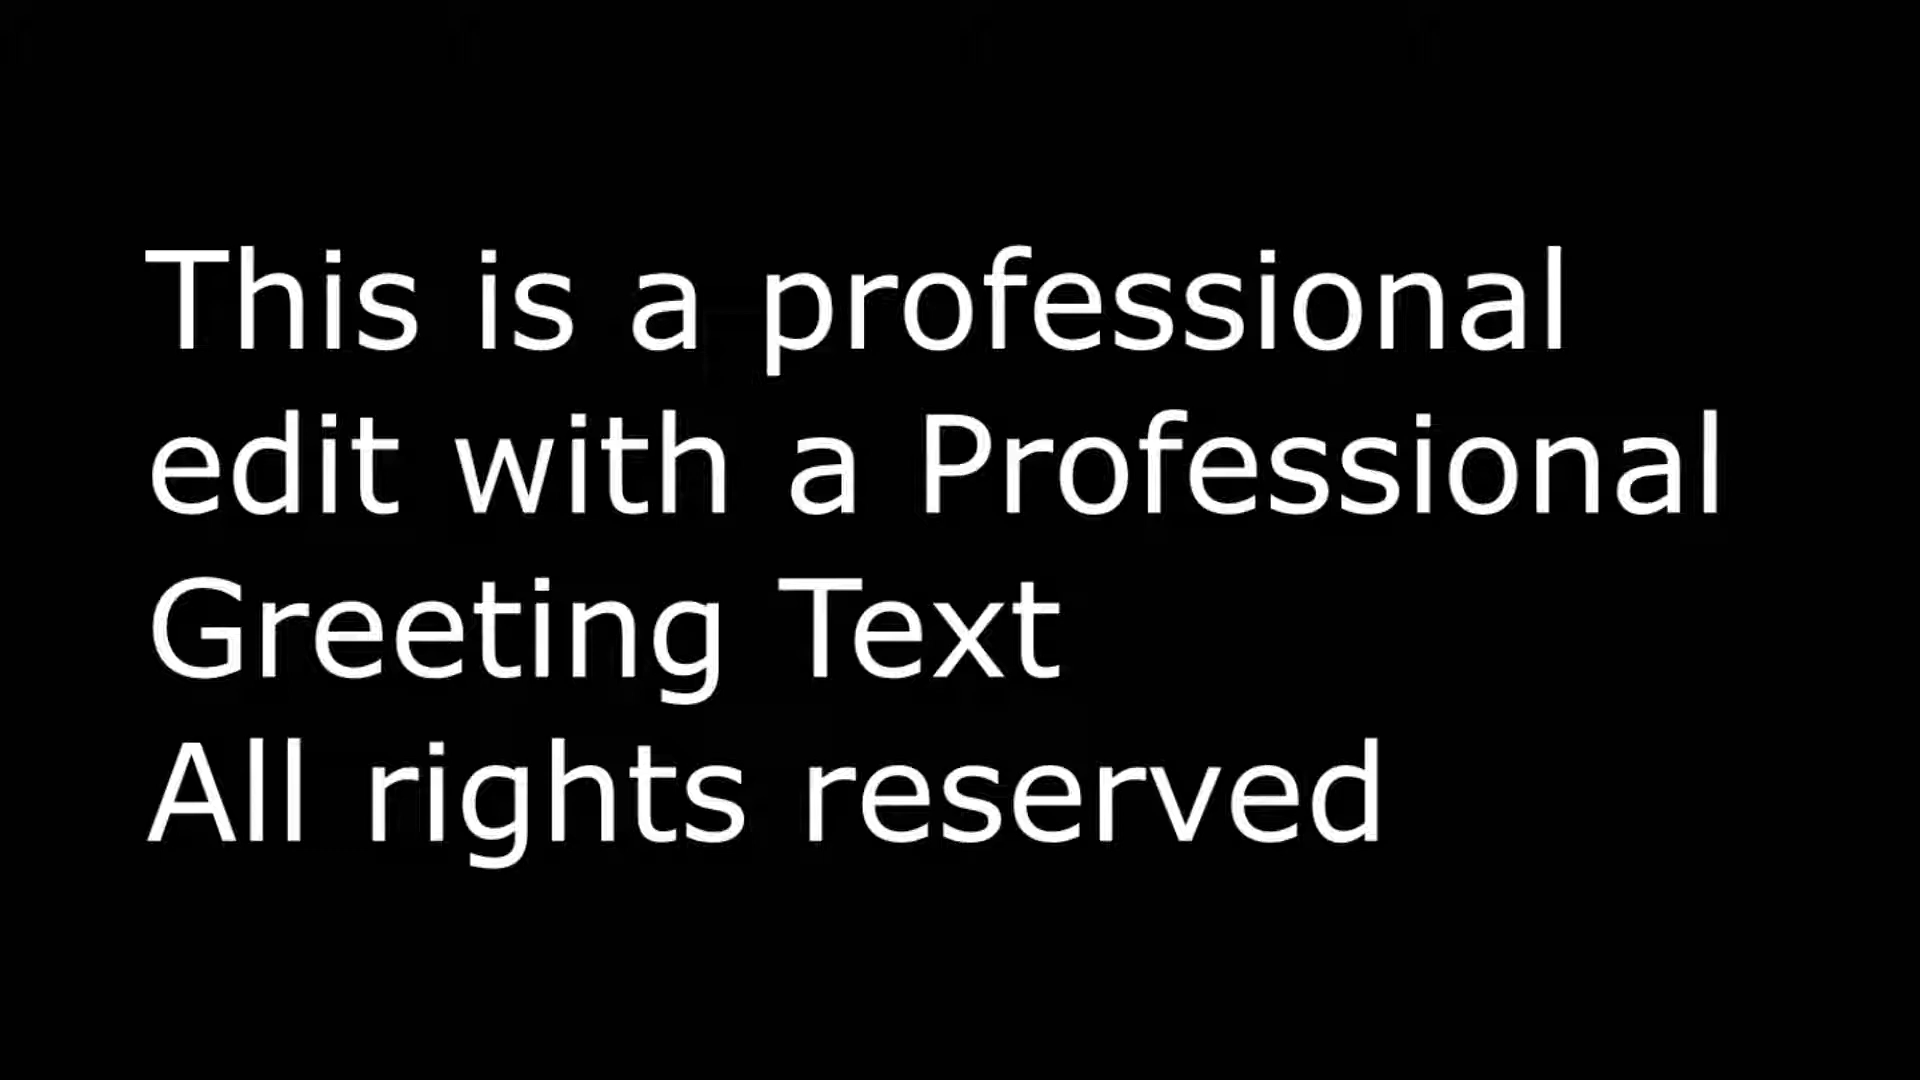 This is a professional
edit with a Professional
Greeting Text
All rights reserved